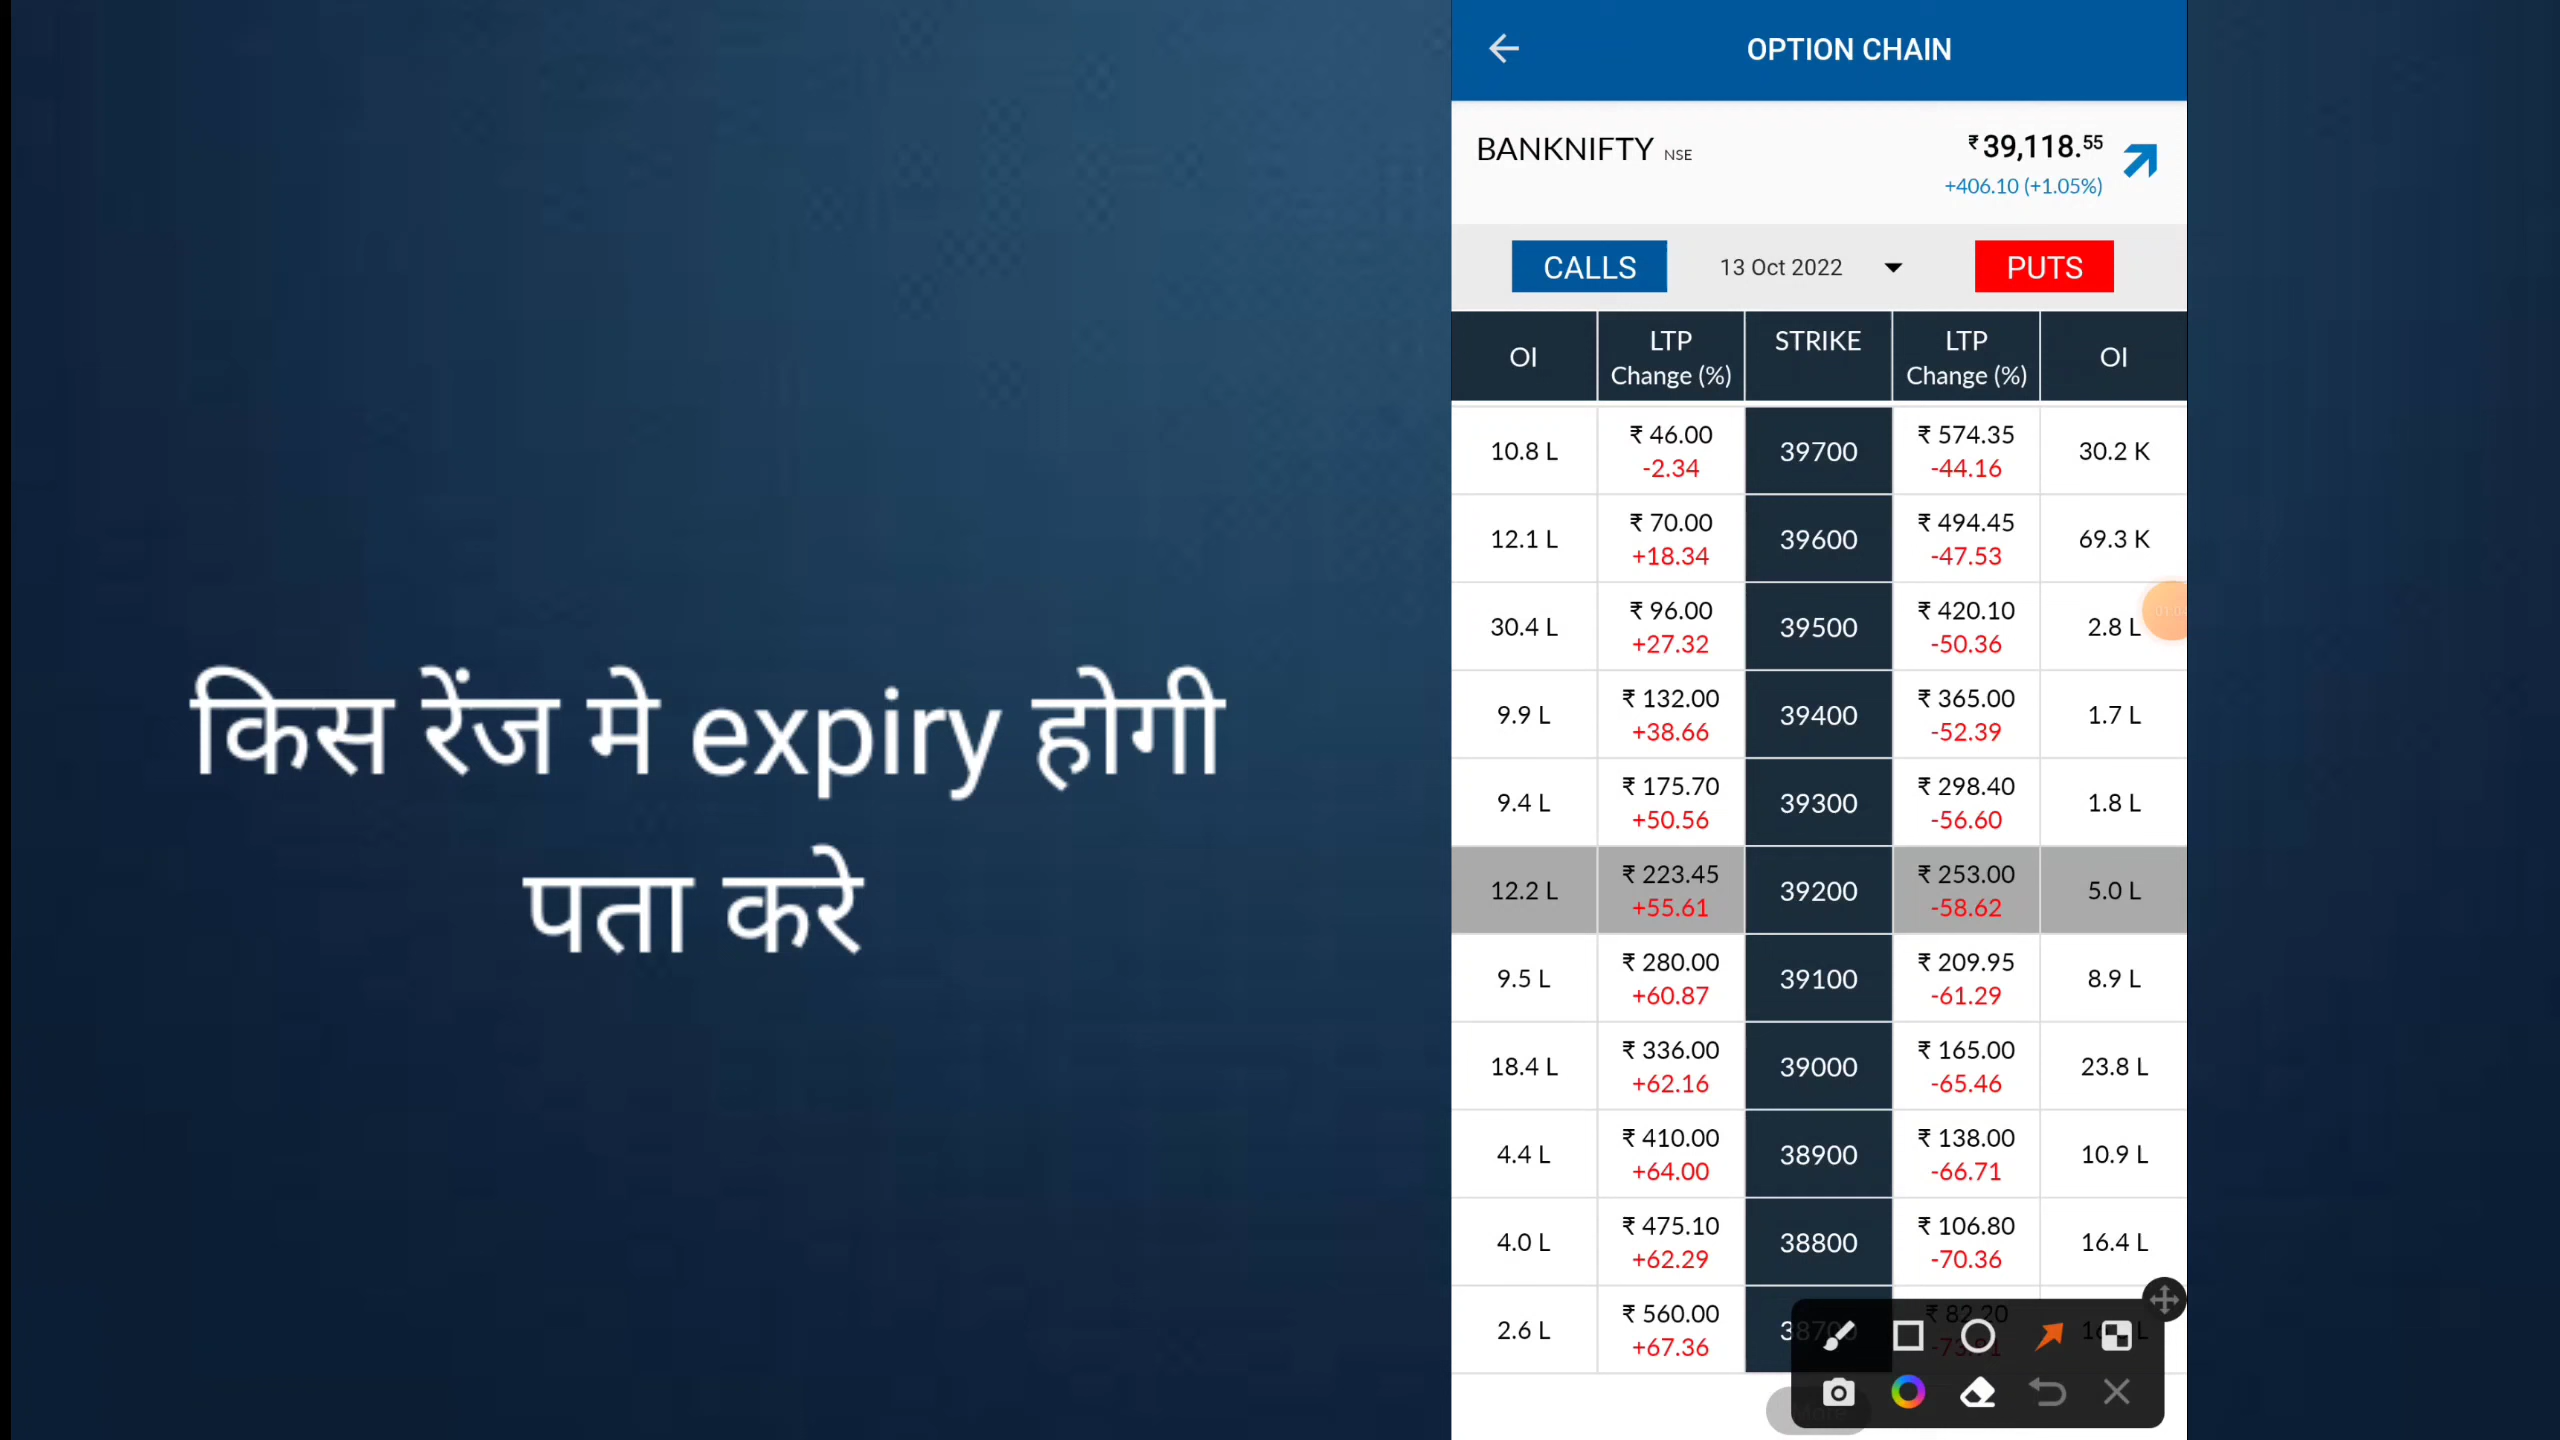 किस रेंज मे expiry होगी
पता करे
OPTION CHAIN
BANKNIFTY NSE
₹39,118.55
+406.10 (+1.05%)
CALLS 13 Oct 2022 PUTS
OI LTP Change (%) STRIKE LTP Change (%) OI
10.8 L ₹ 46.00 -2.34 39700 ₹ 574.35 -44.16 30.2 K
12.1 L ₹ 70.00 +18.34 39600 ₹ 494.45 -47.53 69.3 K
30.4 L ₹ 96.00 +27.32 39500 ₹ 420.10 -50.36 2.8 L
9.9 L ₹ 132.00 +38.66 39400 ₹ 365.00 -52.39 1.7 L
9.4 L ₹ 175.70 +50.56 39300 ₹ 298.40 -56.60 1.8 L
12.2 L ₹ 223.45 +55.61 39200 ₹ 253.00 -58.62 5.0 L
9.5 L ₹ 280.00 +60.87 39100 ₹ 209.95 -61.29 8.9 L
18.4 L ₹ 336.00 +62.16 39000 ₹ 165.00 -65.46 23.8 L
4.4 L ₹ 410.00 +64.00 38900 ₹ 138.00 -66.71 10.9 L
4.0 L ₹ 475.10 +62.29 38800 ₹ 106.80 -70.36 16.4 L
2.6 L ₹ 560.00 +67.36 38700 ₹ 82.20